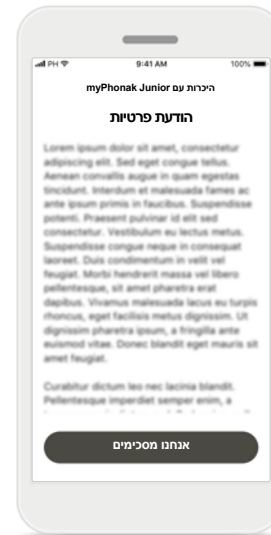 PH
9:41 AM
100%
היכרות עם myPhonak Junior
הודעת פרטיות
Lorem ipsum dolor sit amet, consectetur
adipiscing elit. Sed eget congue tellus.
Aenean convallis augue in quam egestas
tincidunt. Interdum et malesuada fames ac
ante ipsum primis in faucibus. Suspendisse
potenti. Praesent pulvinar id elit sed
consectetur. Vestibulum eu lectus metus.
Suspendisse congue neque in consequat
laoreet. Duis condimentum in velit vel
feugiat. Morbi hendrerit massa vel libero
pellentesque, sit amet pharetra erat
dapibus. Vivamus malesuada lacus eu turpis
rhoncus, eget facilisis metus dignissim. Ut
dignissim pharetra ipsum, a fringilla ante
euismod vitae. Donec blandit eget mauris sit
amet feugiat.
Curabitur dictum leo nec lacinia blandit.
Pellentesque imperdiet semper enim, a
אנחנו מסכימים